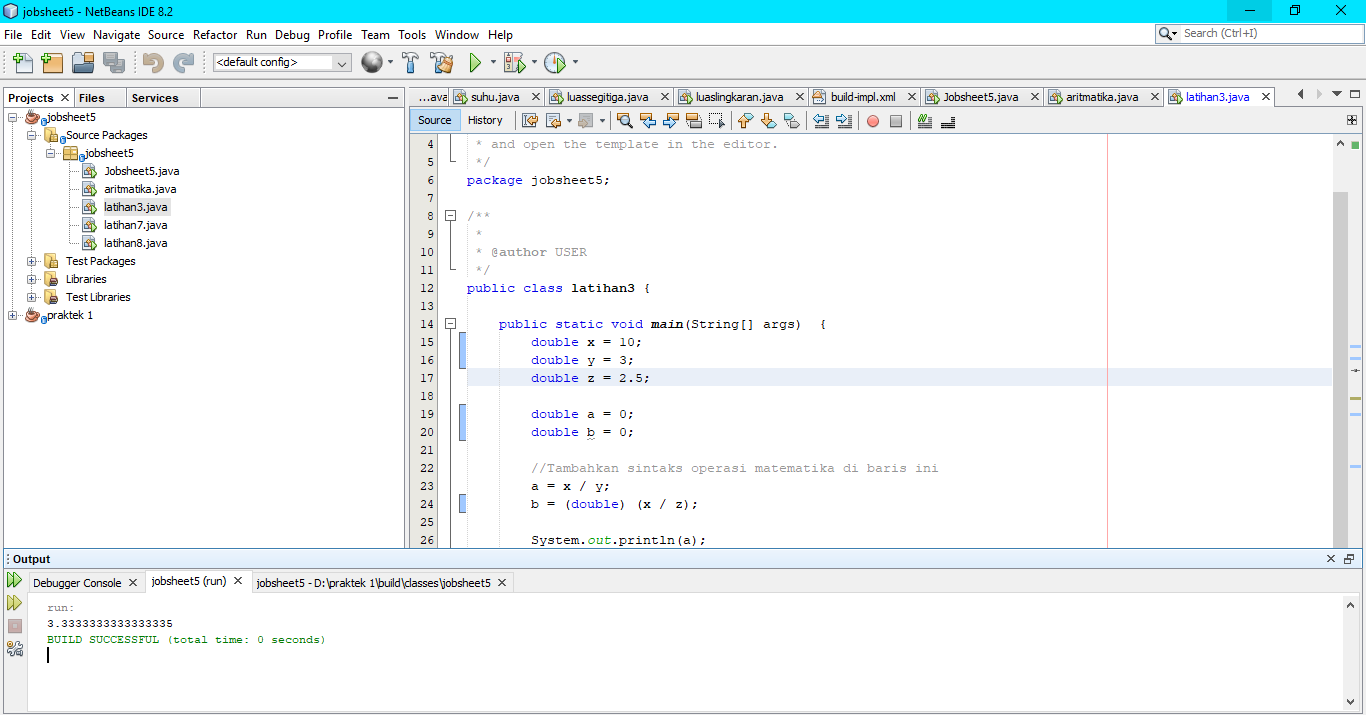 jobsheet5 - NetBeans IDE 8.2
File Edit View Navigate Source Refactor Run Debug Profile Team Tools Window Help
Search (Ctrl+I)
<default config>
Projects Files Services
jobsheet5
Source Packages
jobsheet5
Jobsheet5.java
aritmatika.java
latihan3.java
latihan7.java
latihan8.java
Test Packages
Libraries
Test Libraries
praktek 1
...ava suhu.java luassegitiga.java luaslingkaran.java build-impl.xml Jobsheet5.java aritmatika.java latihan3.java
Source History
4 * and open the template in the editor.
5 */
6 package jobsheet5;
7
8 /**
9 *
10 * @author USER
11 */
12 public class latihan3 {
13
14 public static void main(String[] args) {
15 double x = 10;
16 double y = 3;
17 double z = 2.5;
18
19 double a = 0;
20 double b = 0;
21
22 //Tambahkan sintaks operasi matematika di baris ini
23 a = x / y;
24 b = (double) (x / z);
25
26 System.out.println(a);
Output
Debugger Console jobsheet5 (run) jobsheet5 - D:\praktek 1\build\classes\jobsheet5
run:
3.3333333333333335
BUILD SUCCESSFUL (total time: 0 seconds)